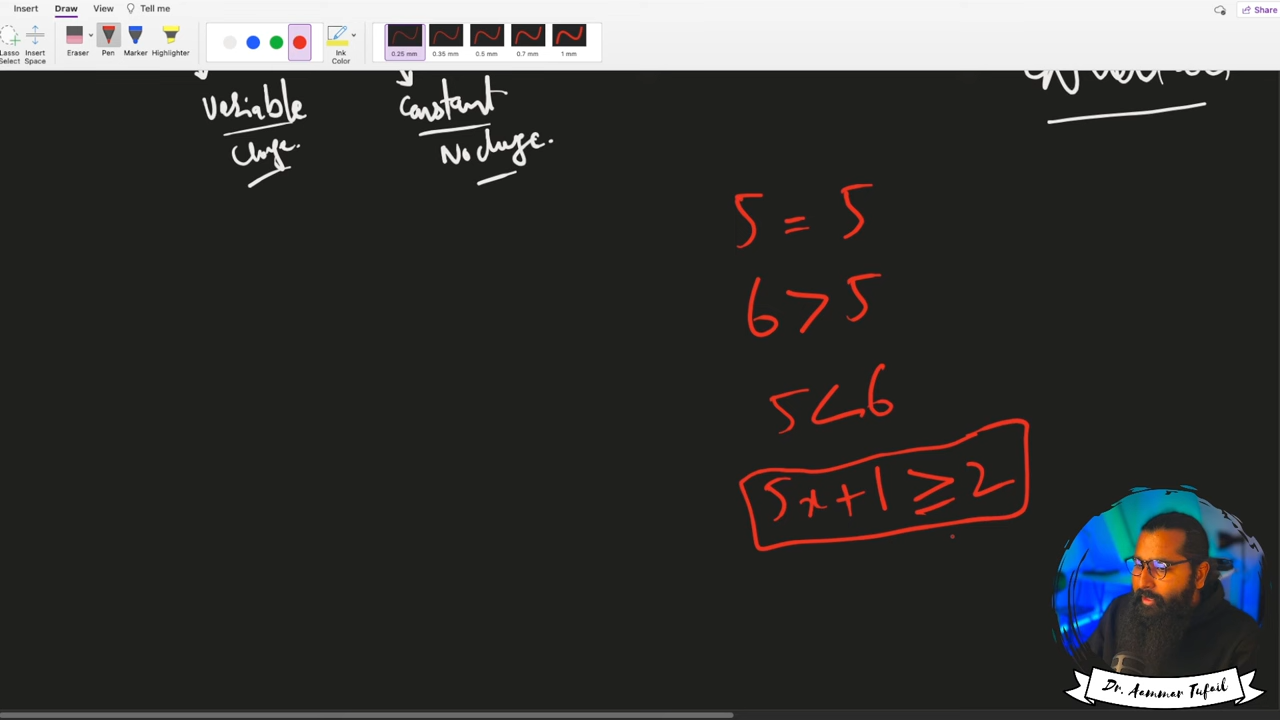 Insert Draw View Tell me
Share
Lasso Select
Insert Space
Eraser
Pen
Marker
Highlighter
Ink Color
0.25 mm 0.35 mm 0.5 mm 0.7 mm 1 mm
Variable Constant
No
5 = 5
6 > 5
5 < 6
5x+1 ≥ 2
Dr. Aammar Tufail